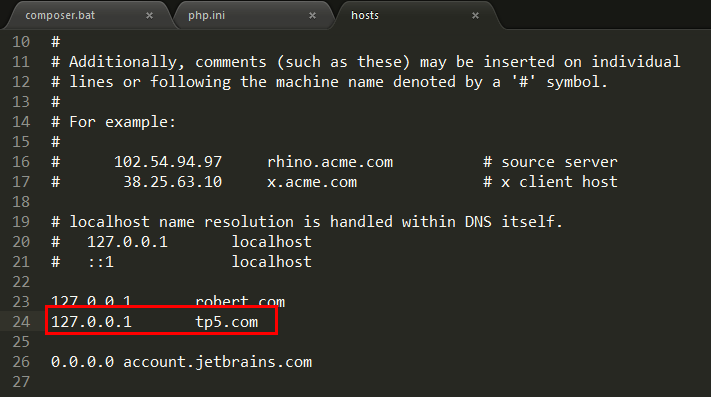 composer.bat × php.ini × hosts ×
10 #
11 # Additionally, comments (such as these) may be inserted on individual
12 # lines or following the machine name denoted by a '#' symbol.
13 #
14 # For example:
15 #
16 # 102.54.94.97 rhino.acme.com # source server
17 # 38.25.63.10 x.acme.com # x client host
18
19 # localhost name resolution is handled within DNS itself.
20 # 127.0.0.1 localhost
21 # ::1 localhost
22
23 127.0.0.1 robert.com
24 127.0.0.1 tp5.com
25
26 0.0.0.0 account.jetbrains.com
27